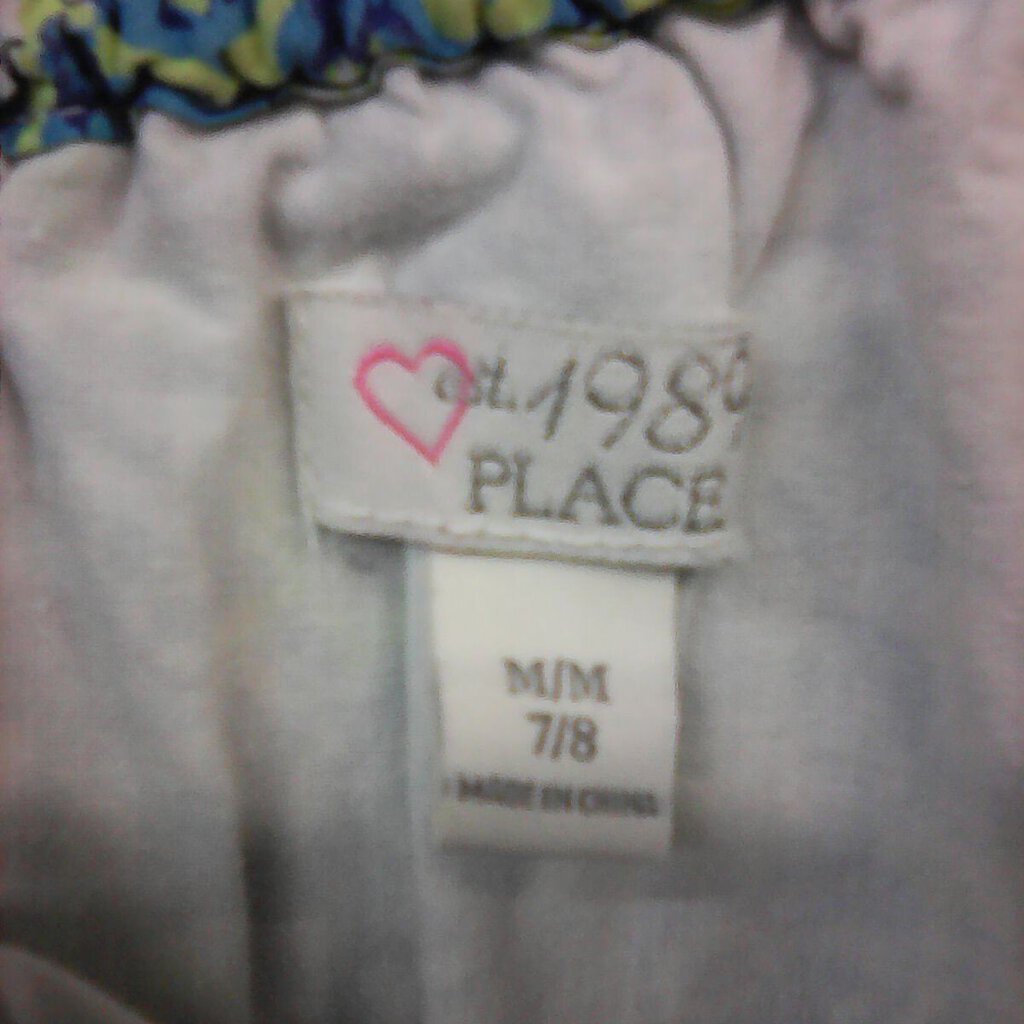 est. 1989
PLACE
M/M
7/8
MADE IN CHINA